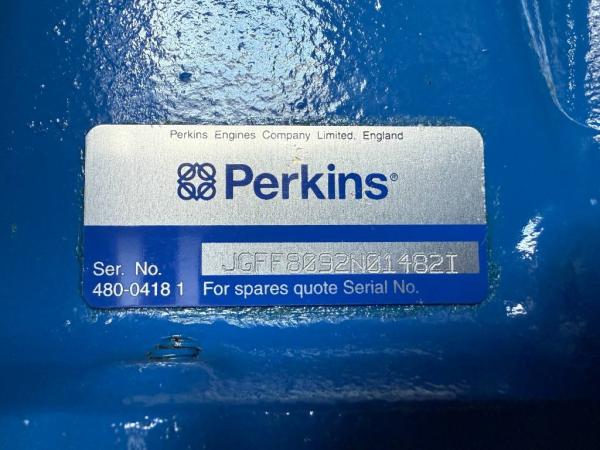 Perkins Engines Company Limited, England
Perkins®
Ser. No. JGFF8092N01482I
480-0418 1 For spares quote Serial No.